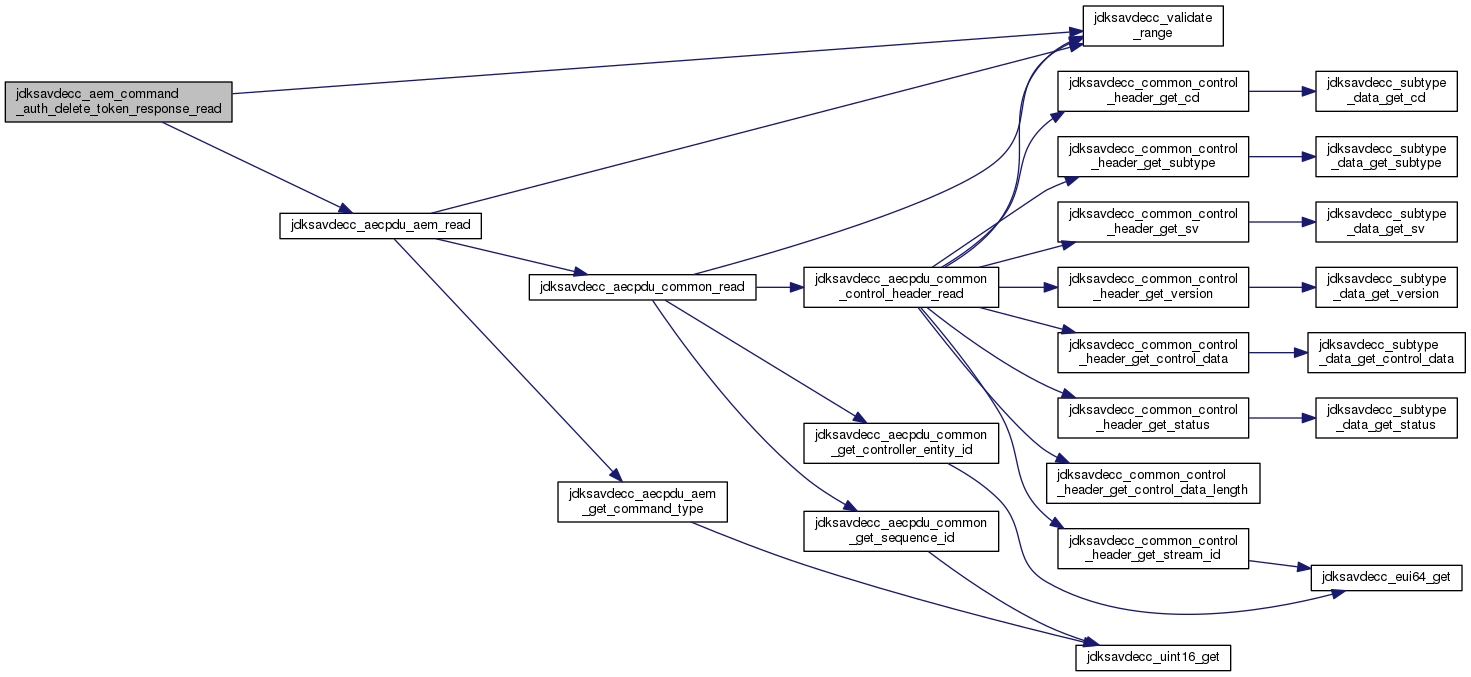 jdksavdecc_aem_command
_auth_delete_token_response_read
jdksavdecc_aecpdu_aem_read
jdksavdecc_aecpdu_common_read
jdksavdecc_aecpdu_aem
_get_command_type
jdksavdecc_aecpdu_common
_control_header_read
jdksavdecc_aecpdu_common
_get_controller_entity_id
jdksavdecc_aecpdu_common
_get_sequence_id
jdksavdecc_validate
_range
jdksavdecc_common_control
_header_get_cd
jdksavdecc_common_control
_header_get_subtype
jdksavdecc_common_control
_header_get_sv
jdksavdecc_common_control
_header_get_version
jdksavdecc_common_control
_header_get_control_data
jdksavdecc_common_control
_header_get_status
jdksavdecc_common_control
_header_get_control_data_length
jdksavdecc_common_control
_header_get_stream_id
jdksavdecc_uint16_get
jdksavdecc_subtype
_data_get_cd
jdksavdecc_subtype
_data_get_subtype
jdksavdecc_subtype
_data_get_sv
jdksavdecc_subtype
_data_get_version
jdksavdecc_subtype
_data_get_control_data
jdksavdecc_subtype
_data_get_status
jdksavdecc_eui64_get